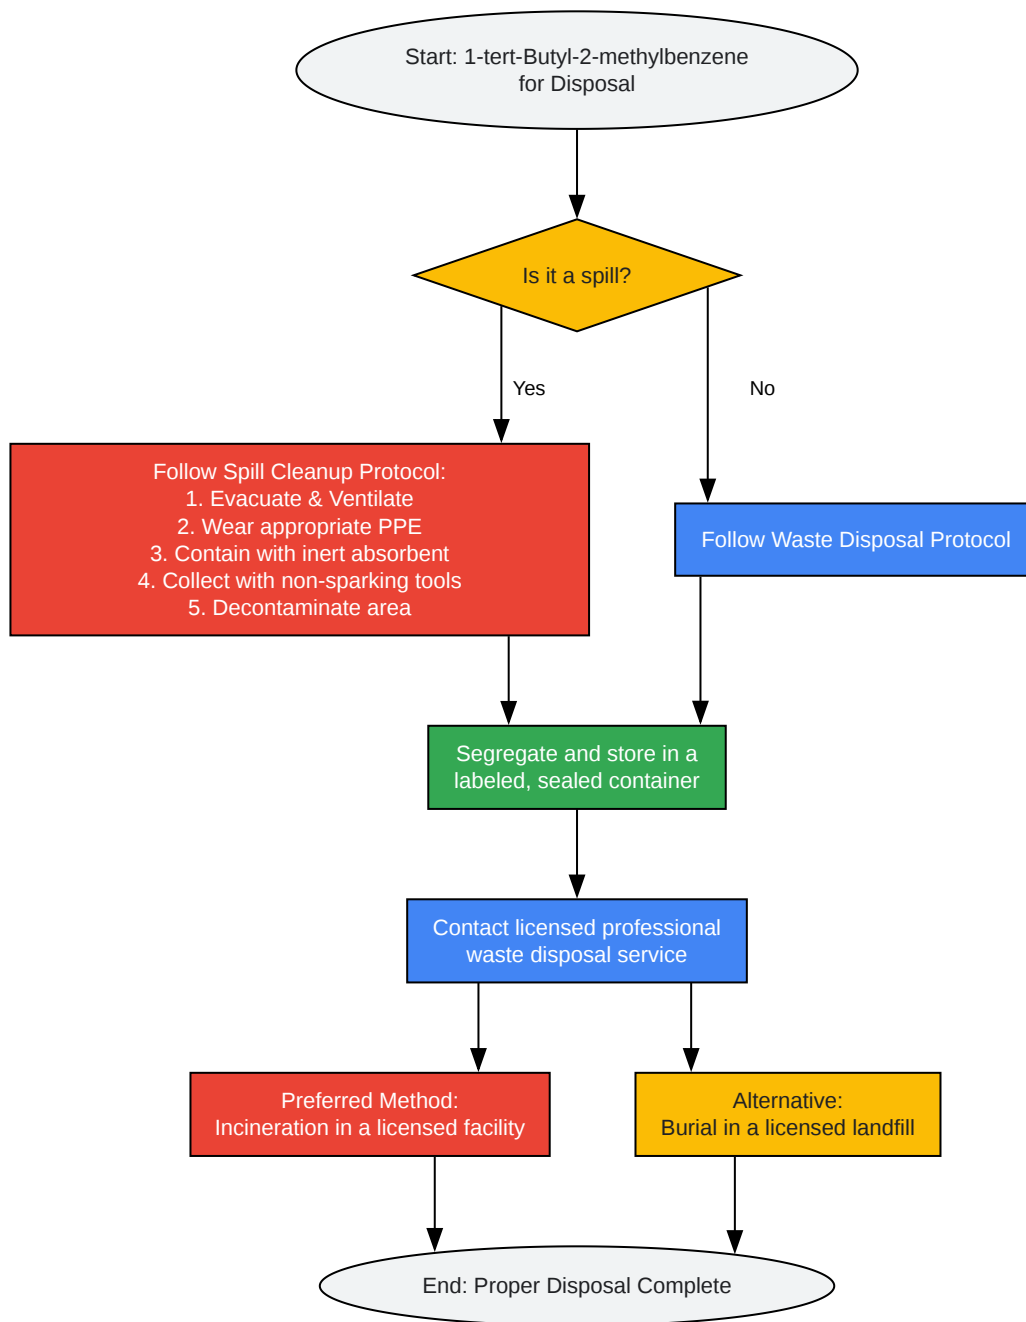 Start: 1-tert-Butyl-2-methylbenzene
for Disposal
Is it a spill?
Yes
No
Follow Spill Cleanup Protocol:
1. Evacuate & Ventilate
2. Wear appropriate PPE
3. Contain with inert absorbent
4. Collect with non-sparking tools
5. Decontaminate area
Follow Waste Disposal Protocol
Segregate and store in a
labeled, sealed container
Contact licensed professional
waste disposal service
Preferred Method:
Incineration in a licensed facility
Alternative:
Burial in a licensed landfill
End: Proper Disposal Complete